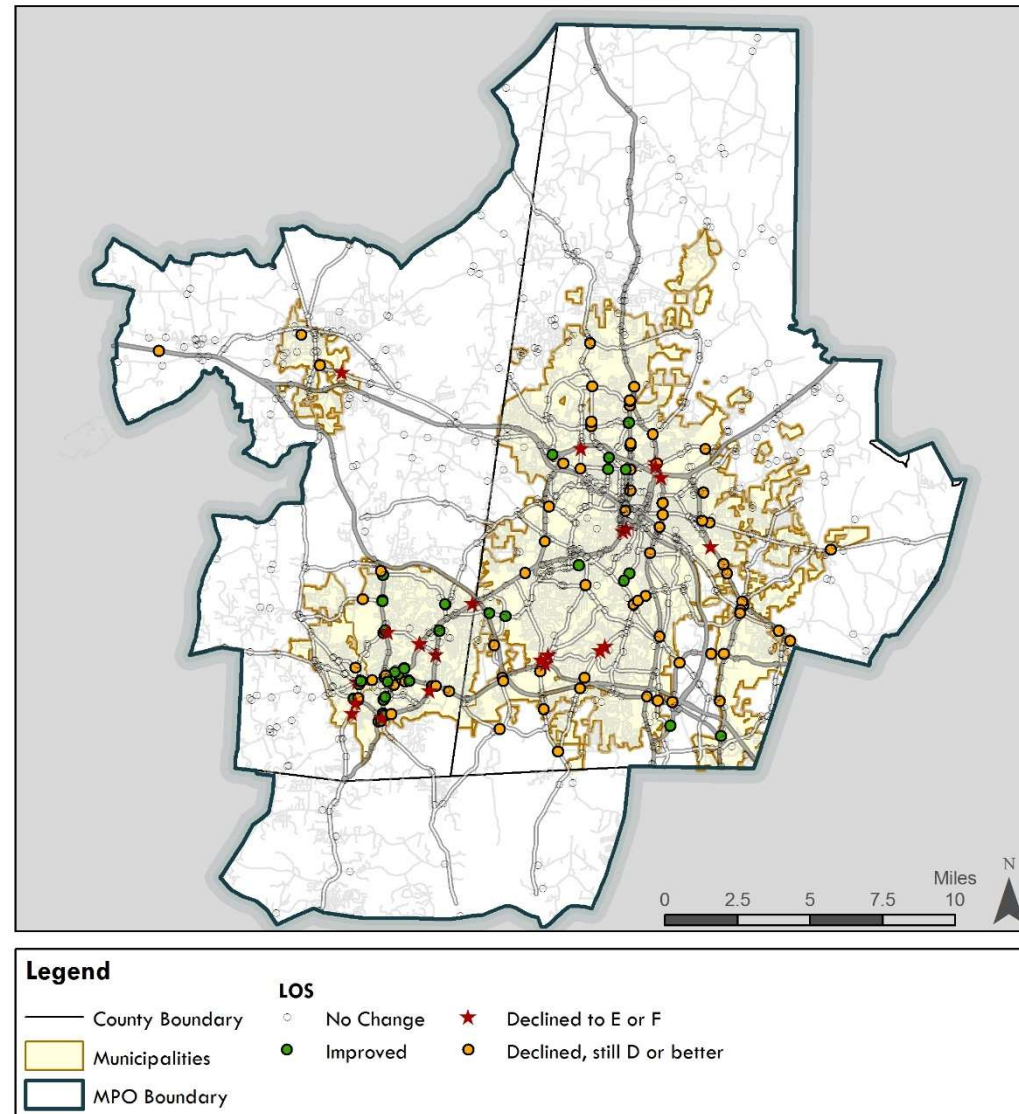 N
Miles
0 2.5 5 7.5 10
Legend
LOS
County Boundary
No Change
Declined to E or F
Municipalities
Improved
Declined, still D or better
MPO Boundary